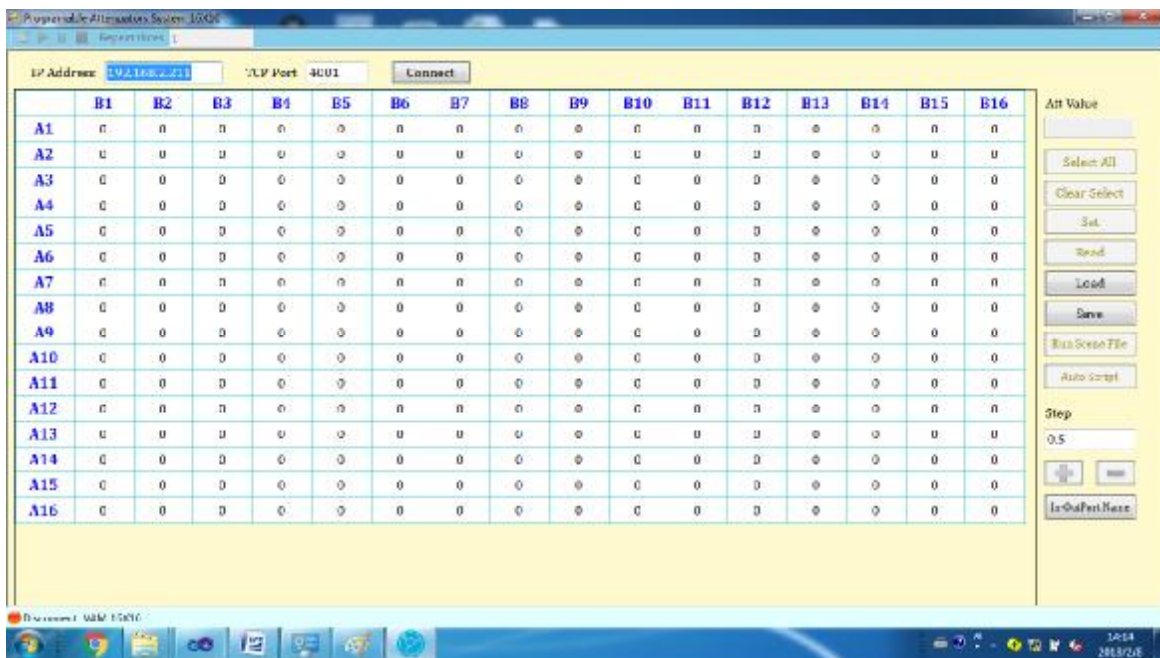 Programable Attenuators System 16X16
Repeat times 1
IP Address 192.168.2.211 TCP Port 4001 Connect
B1 B2 B3 B4 B5 B6 B7 B8 B9 B10 B11 B12 B13 B14 B15 B16 Att Value
A1 0 0 0 0 0 0 0 0 0 0 0 0 0 0 0 0
A2 0 0 0 0 0 0 0 0 0 0 0 0 0 0 0 0
Select All
A3 0 0 0 0 0 0 0 0 0 0 0 0 0 0 0 0
Clear Select
A4 0 0 0 0 0 0 0 0 0 0 0 0 0 0 0 0
A5 0 0 0 0 0 0 0 0 0 0 0 0 0 0 0 0
Set
A6 0 0 0 0 0 0 0 0 0 0 0 0 0 0 0 0
Read
A7 0 0 0 0 0 0 0 0 0 0 0 0 0 0 0 0
Load
A8 0 0 0 0 0 0 0 0 0 0 0 0 0 0 0 0
Save
A9 0 0 0 0 0 0 0 0 0 0 0 0 0 0 0 0
Run Scene File
A10 0 0 0 0 0 0 0 0 0 0 0 0 0 0 0 0
A11 0 0 0 0 0 0 0 0 0 0 0 0 0 0 0 0
Auto Script
A12 0 0 0 0 0 0 0 0 0 0 0 0 0 0 0 0
Step
A13 0 0 0 0 0 0 0 0 0 0 0 0 0 0 0 0
0.5
A14 0 0 0 0 0 0 0 0 0 0 0 0 0 0 0 0
A15 0 0 0 0 0 0 0 0 0 0 0 0 0 0 0 0
A16 0 0 0 0 0 0 0 0 0 0 0 0 0 0 0 0
In-OutPort Name
Disconnect 16X16
14:14
2018/2/8